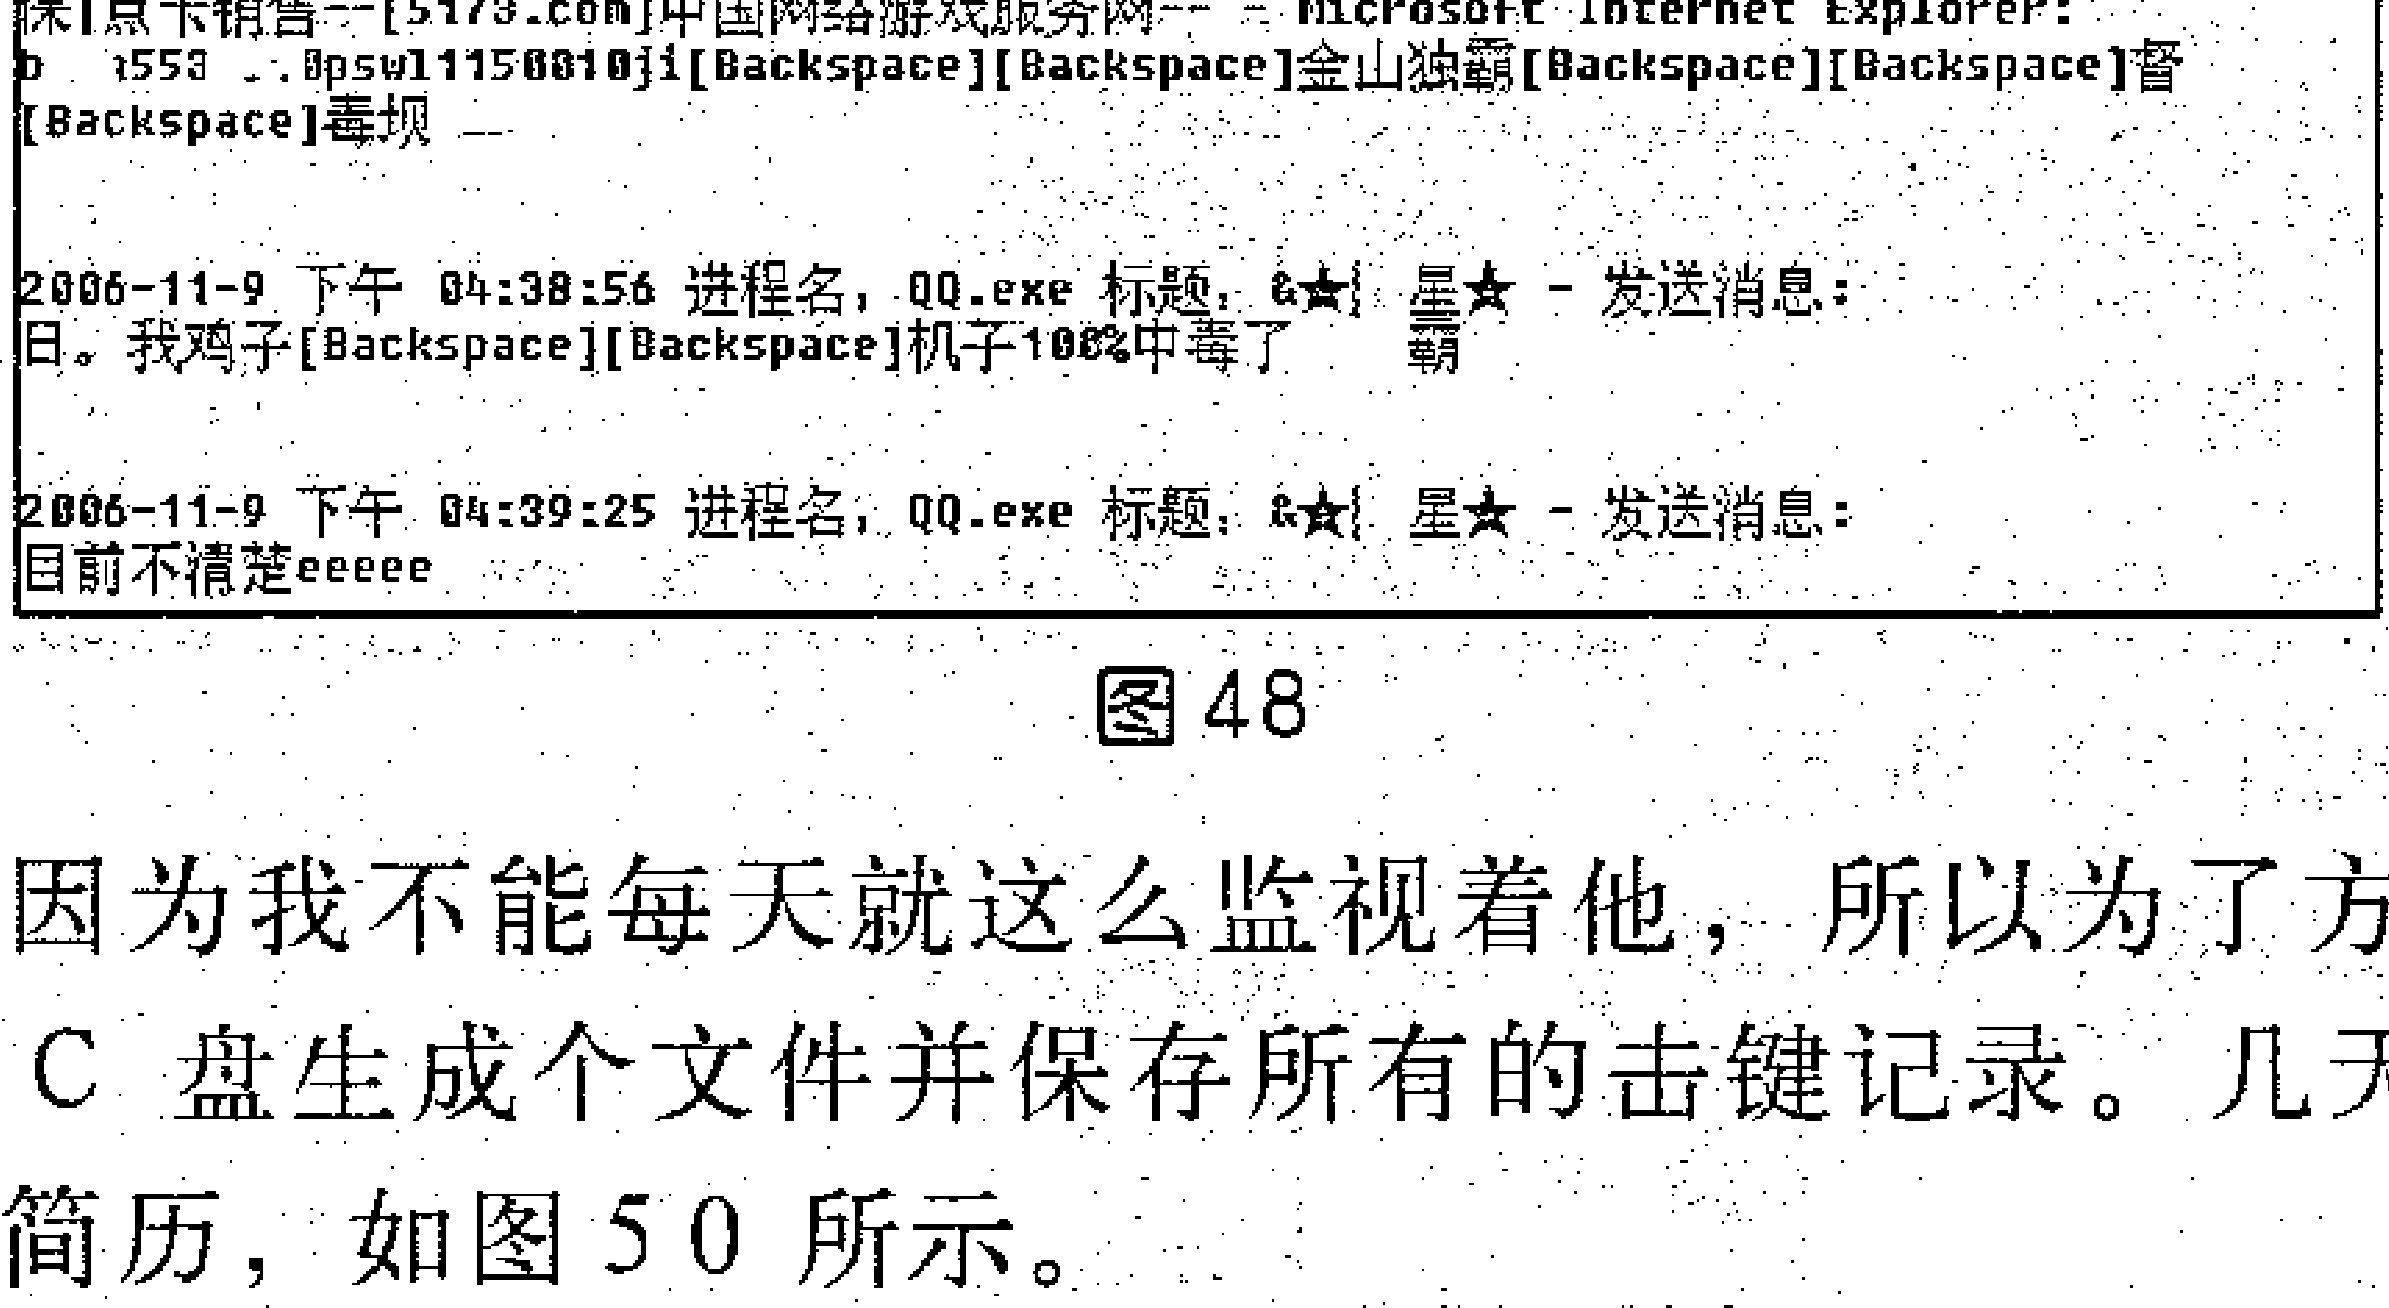 保|点卡销售--[5173.com]中国网络游戏服务网-- - Microsoft Internet Explorer:
[Backspace][Backspace]金山独霸[Backspace][Backspace]督
[Backspace]毒坝
2006-11-9 下午 04:38:56 进程名, QQ.exe 标题: &★ 星★ - 发送消息:
日。我鸡子[Backspace][Backspace]机子100%中毒了 霸
2006-11-9 下午 04:39:25 进程名, QQ.exe 标题: &★ 星★ - 发送消息:
目前不清楚eeeee
图 48
因为我不能每天就这么监视着他，所以为了方
C 盘生成个文件并保存所有的击键记录。几天
简历，如图 50 所示。